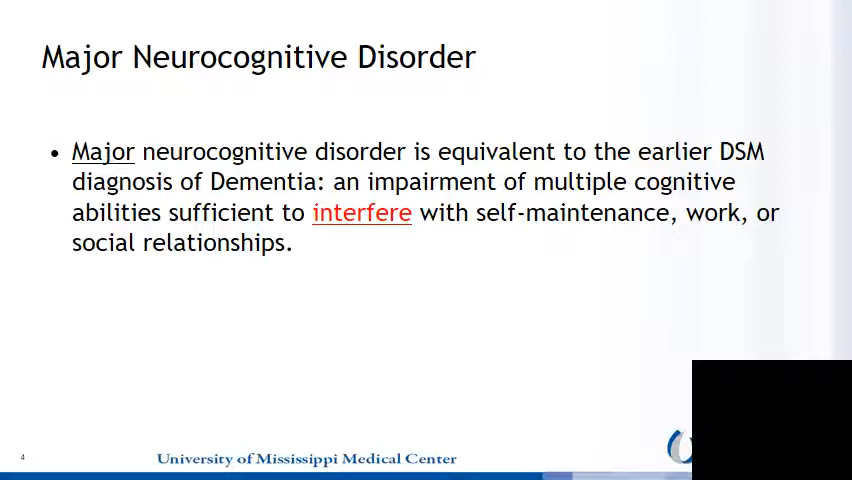 Major Neurocognitive Disorder
• Major neurocognitive disorder is equivalent to the earlier DSM
diagnosis of Dementia: an impairment of multiple cognitive
abilities sufficient to interfere with self-maintenance, work, or
social relationships.
4
University of Mississippi Medical Center